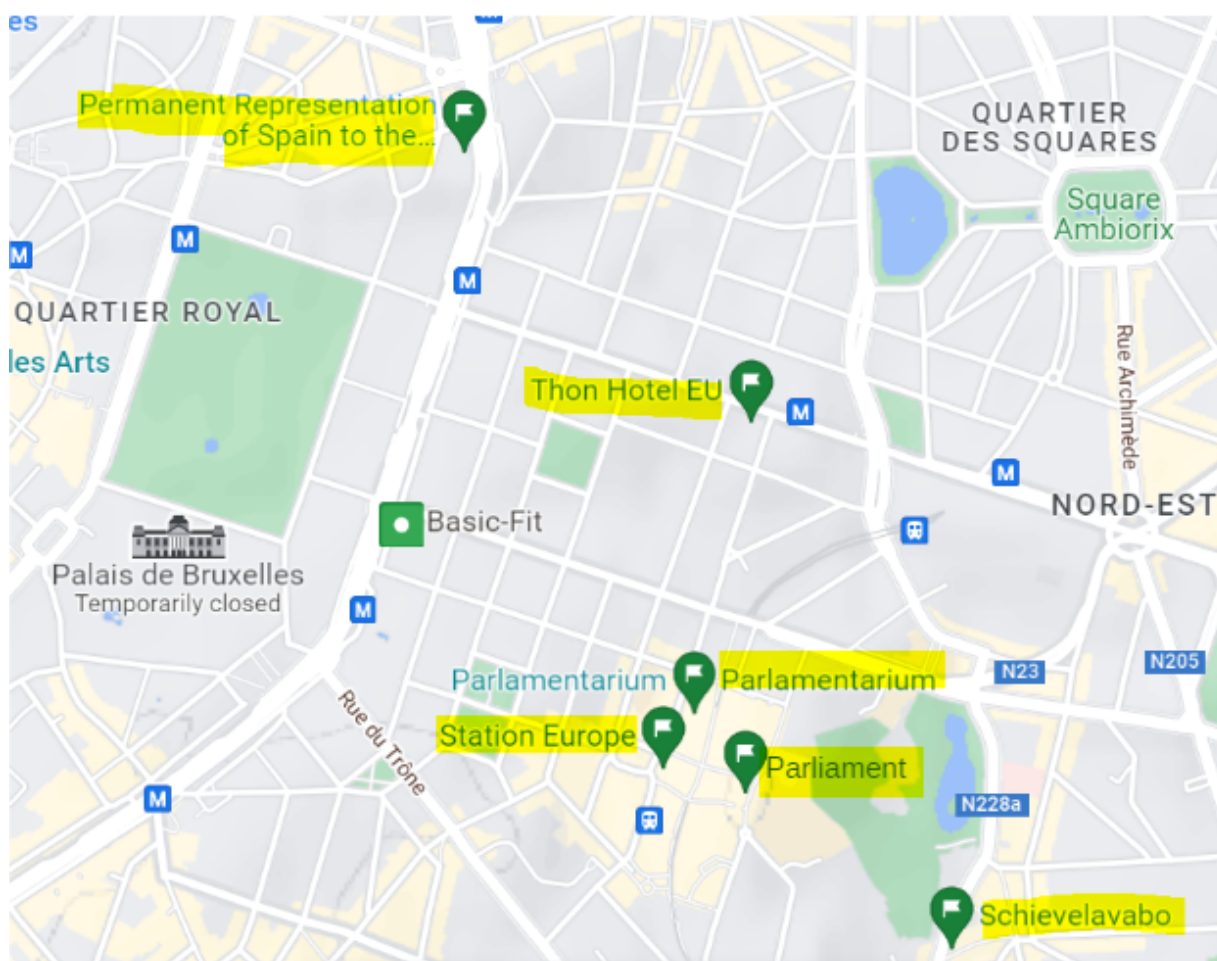 es
Permanent Representation
of Spain to the...
QUARTIER
DES SQUARES
Square
Ambiorix
M
M
M
QUARTIER ROYAL
les Arts
Rue Archimède
Thon Hotel EU
M
M
NORD-EST
Basic-Fit
Palais de Bruxelles
Temporarily closed
M
Parlamentarium
Parlamentarium
N23
N205
Rue du Trône
Station Europe
Parliament
M
N228a
Schievelavabo